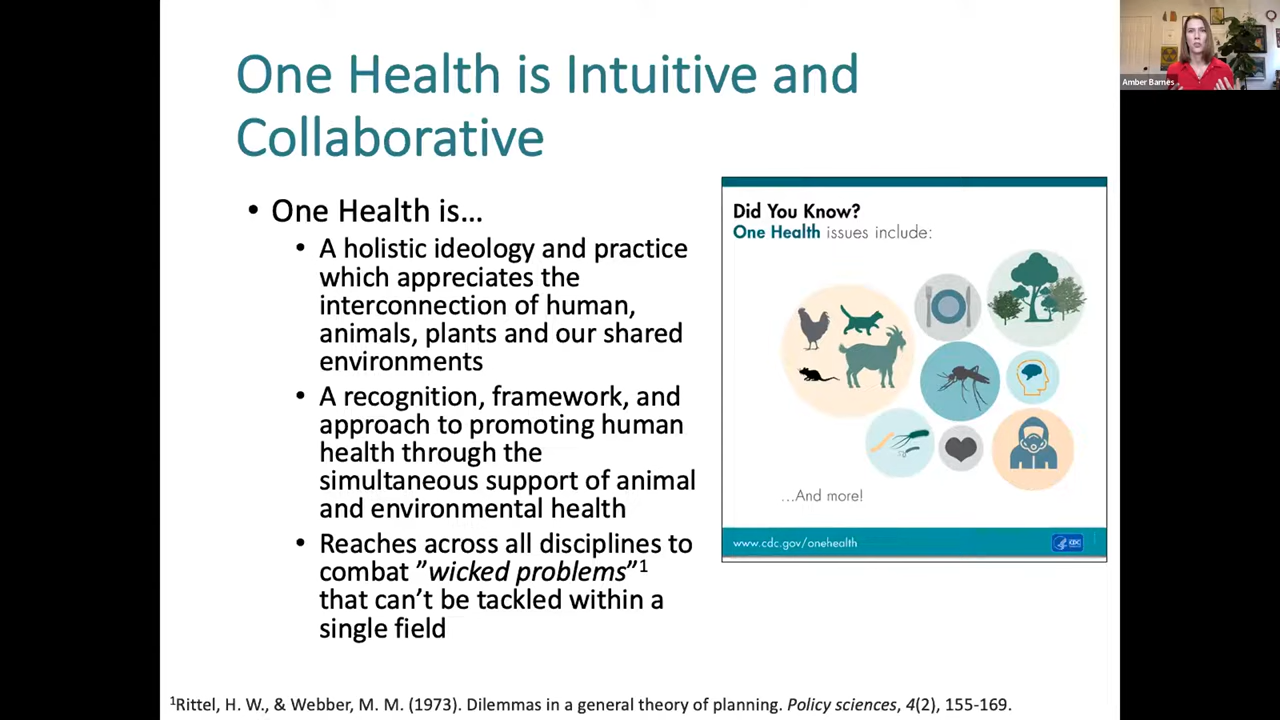 One Health is Intuitive and
Collaborative
• One Health is...
• A holistic ideology and practice
which appreciates the
interconnection of human,
animals, plants and our shared
environments
• A recognition, framework, and
approach to promoting human
health through the
simultaneous support of animal
and environmental health
• Reaches across all disciplines to
combat ”wicked problems”¹
that can’t be tackled within a
single field
Did You Know?
One Health issues include:
...And more!
www.cdc.gov/onehealth
CDC
¹Rittel, H. W., & Webber, M. M. (1973). Dilemmas in a general theory of planning. Policy sciences, 4(2), 155-169.
Amber Barnes